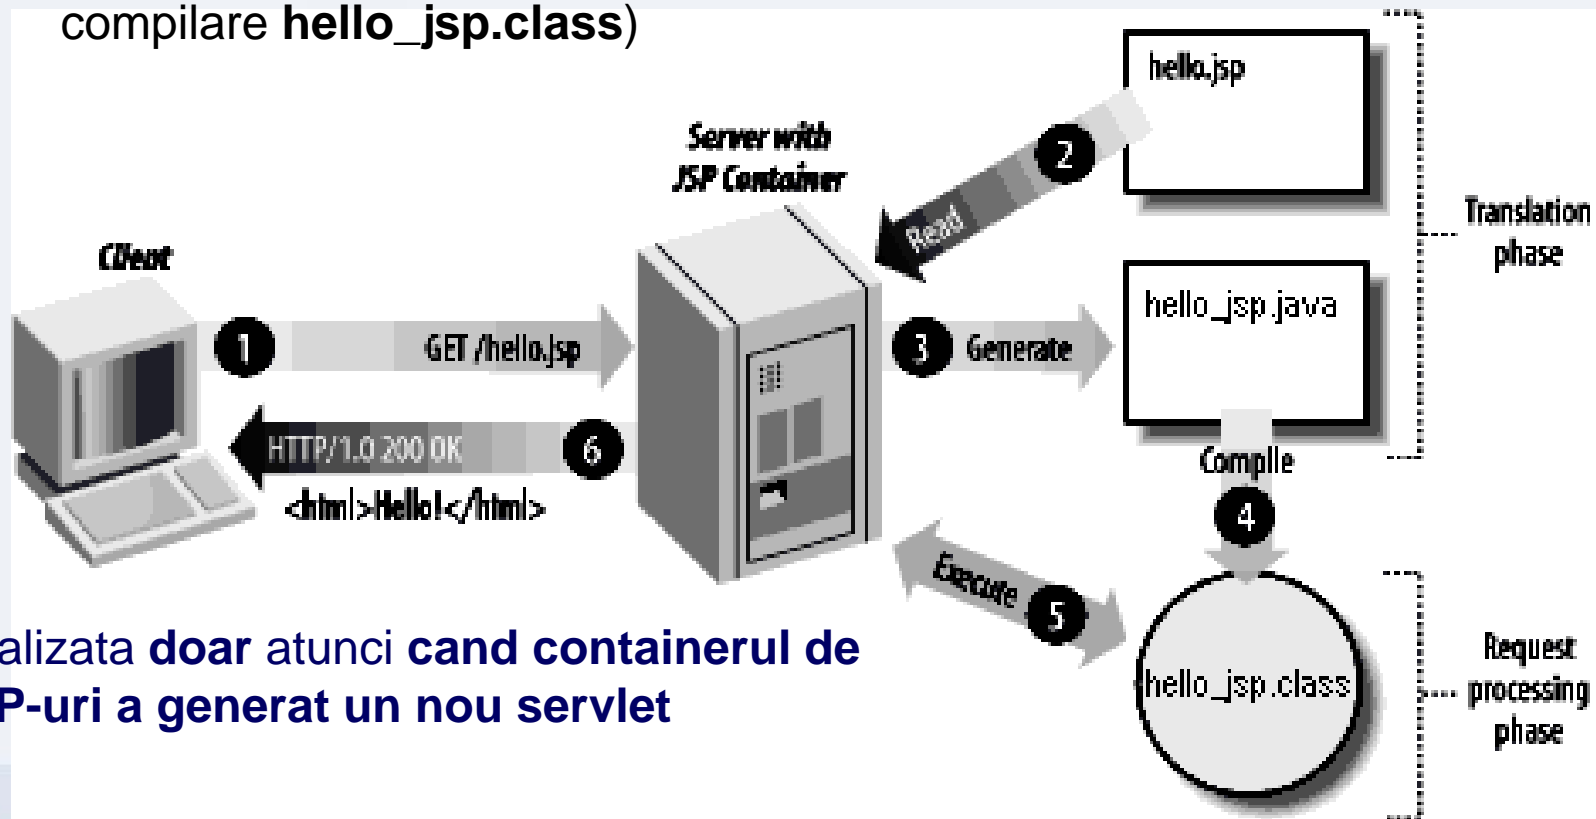 compilare hello_jsp.class)
hello.jsp
Server with
JSP Container
2
Read
Translation
phase
Client
hello_jsp.java
1
GET /hello.jsp
3
Generate
HTTP/1.0 200 OK
6
<html>Hello!</html>
Compile
4
Execute
5
alizata doar atunci cand containerul de
P-uri a generat un nou servlet
hello_jsp.class
Request
processing
phase